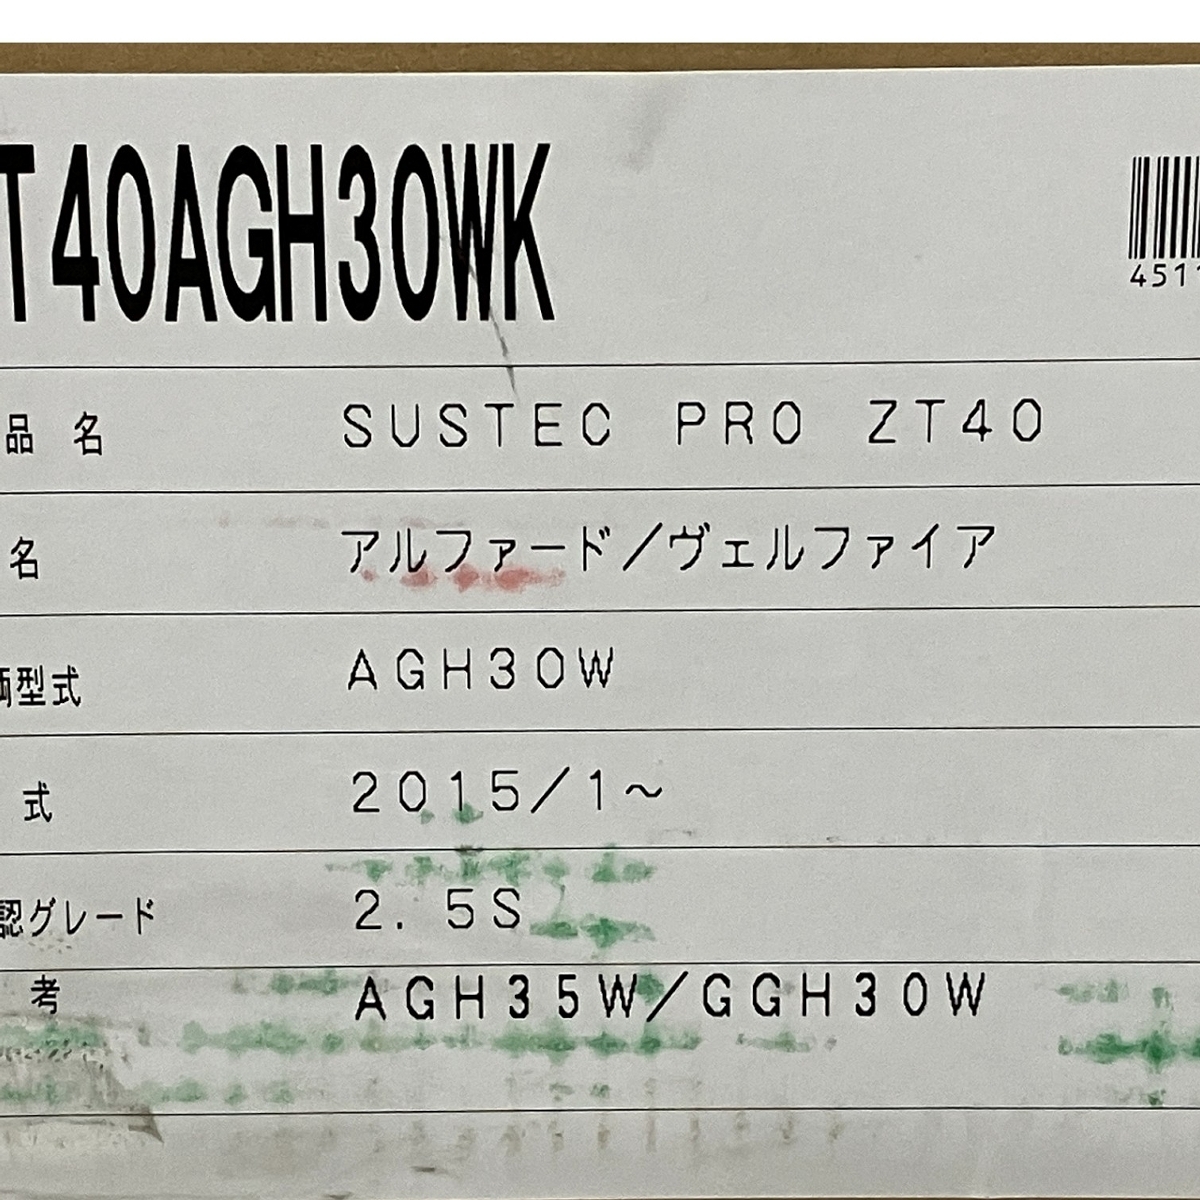 T40AGH30WK
4511
品 名 SUSTEC PRO ZT40
名 アルファード/ヴェルファイア
両型式 AGH30W
式 2015/1~
認グレード 2.5S
考 AGH35W/GGH30W